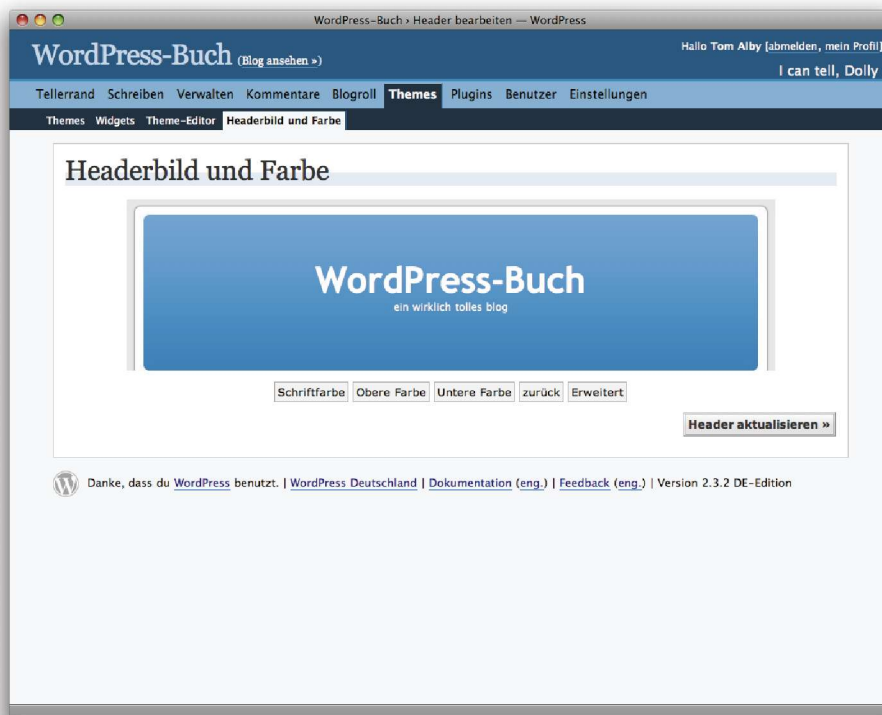 WordPress-Buch › Header bearbeiten — WordPress
WordPress-Buch (Blog ansehen »)
Hallo Tom Alby [abmelden, mein Profil]
I can tell, Dolly
Tellerrand Schreiben Verwalten Kommentare Blogroll Themes Plugins Benutzer Einstellungen
Themes Widgets Theme-Editor Headerbild und Farbe
Headerbild und Farbe
WordPress-Buch
ein wirklich tolles blog
Schriftfarbe Obere Farbe Untere Farbe zurück Erweitert
Header aktualisieren »
Danke, dass du WordPress benutzt. | WordPress Deutschland | Dokumentation (eng.) | Feedback (eng.) | Version 2.3.2 DE-Edition